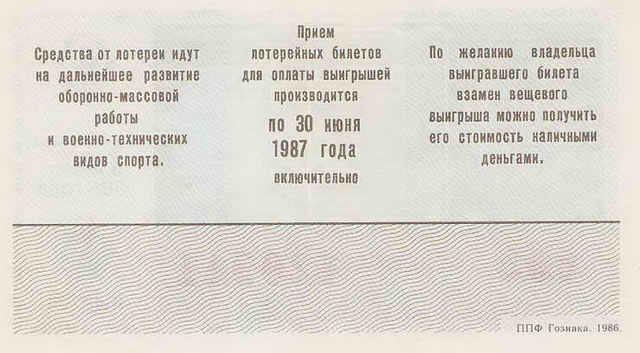 Средства от лотереи идут
на дальнейшее развитие
оборонно-массовой
работы
и военно-технических
видов спорта.
Прием
лотерейных билетов
для оплаты выигрышей
производится
по 30 июня
1987 года
включительно
По желанию владельца
выигравшего билета
взамен вещевого
выигрыша можно получить
его стоимость наличными
деньгами.
ППФ Гознака. 1986.